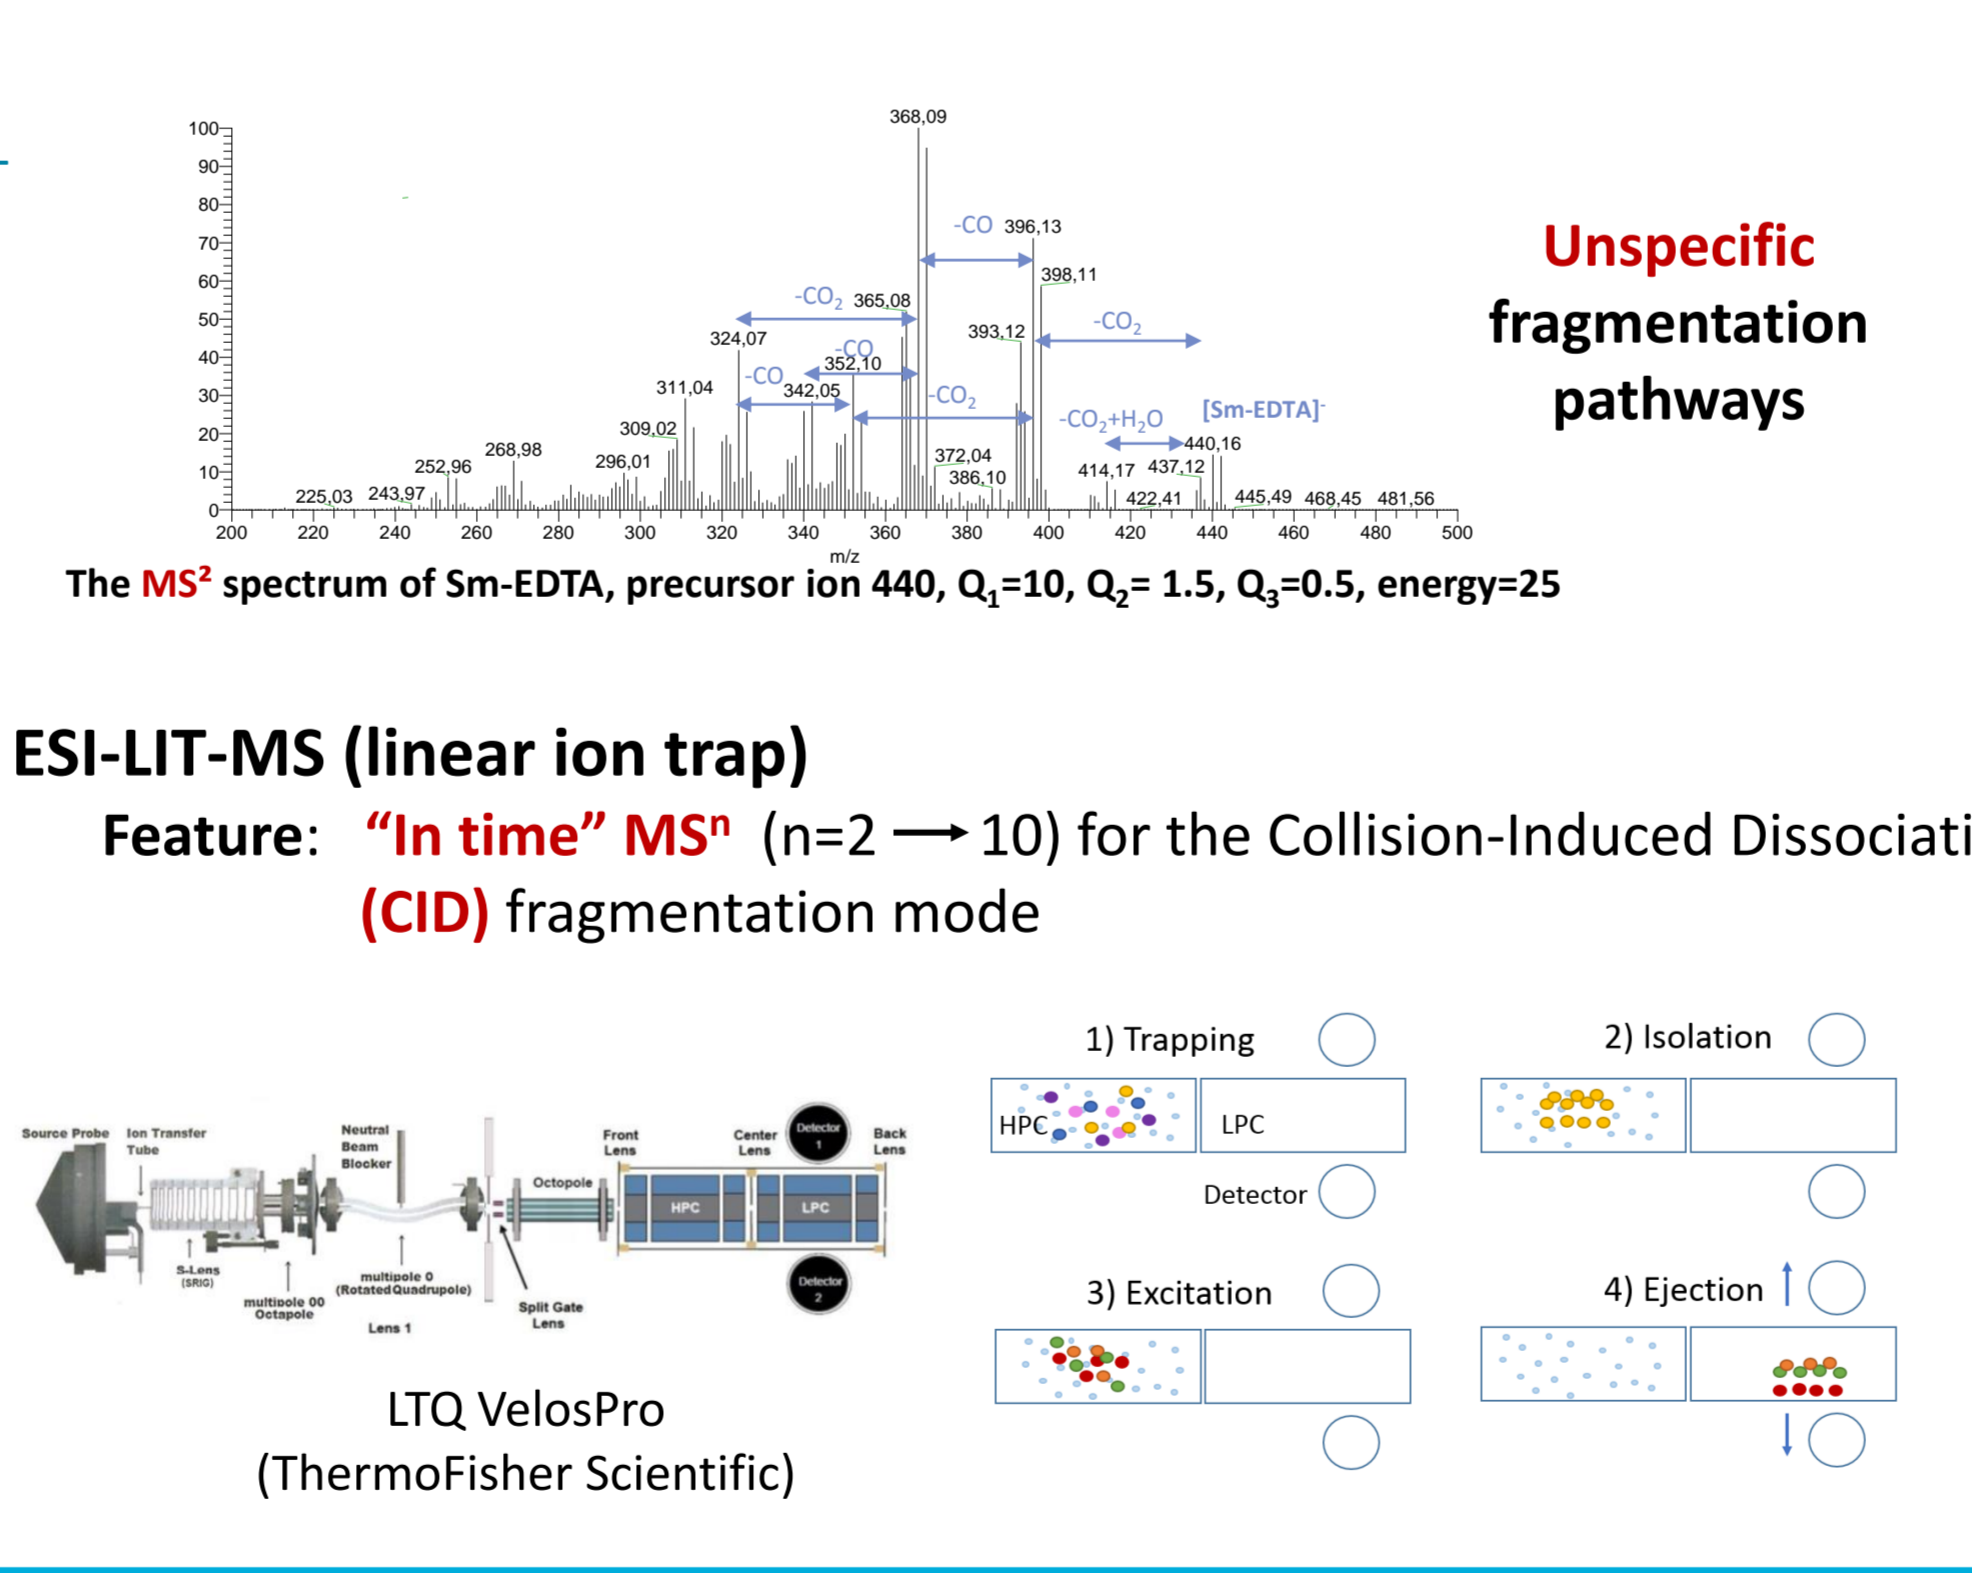 368,09
100
90
80
70
60
50
40
30
20
10
0
-CO 396,13
398,11
-CO₂ 365,08
-CO₂
393,12
324,07
-CO
352,10
-CO
342,05
311,04
-CO₂
-CO₂+H₂O
[Sm-EDTA]⁻
309,02
440,16
268,98
296,01
252,96
372,04
414,17
437,12
386,10
225,03
243,97
422,41
445,49
468,45
481,56
200 220 240 260 280 300 320 340 360 380 400 420 440 460 480 500
m/z
Unspecific
fragmentation
pathways
The MS² spectrum of Sm-EDTA, precursor ion 440, Q₁=10, Q₂= 1.5, Q₃=0.5, energy=25
ESI-LIT-MS (linear ion trap)
Feature: “In time” MSⁿ (n=2 ⟶ 10) for the Collision-Induced Dissociati
(CID) fragmentation mode
Source Probe
Ion Transfer
Tube
Neutral
Beam
Blocker
Octopole
Front
Lens
Center
Lens
Detector
1
Back
Lens
HPC
LPC
S-Lens
(SRIG)
multipole 00
Octapole
multipole 0
(Rotated Quadrupole)
Lens 1
Split Gate
Lens
Detector
2
LTQ VelosPro
(ThermoFisher Scientific)
1) Trapping
HPC
LPC
Detector
2) Isolation
3) Excitation
4) Ejection